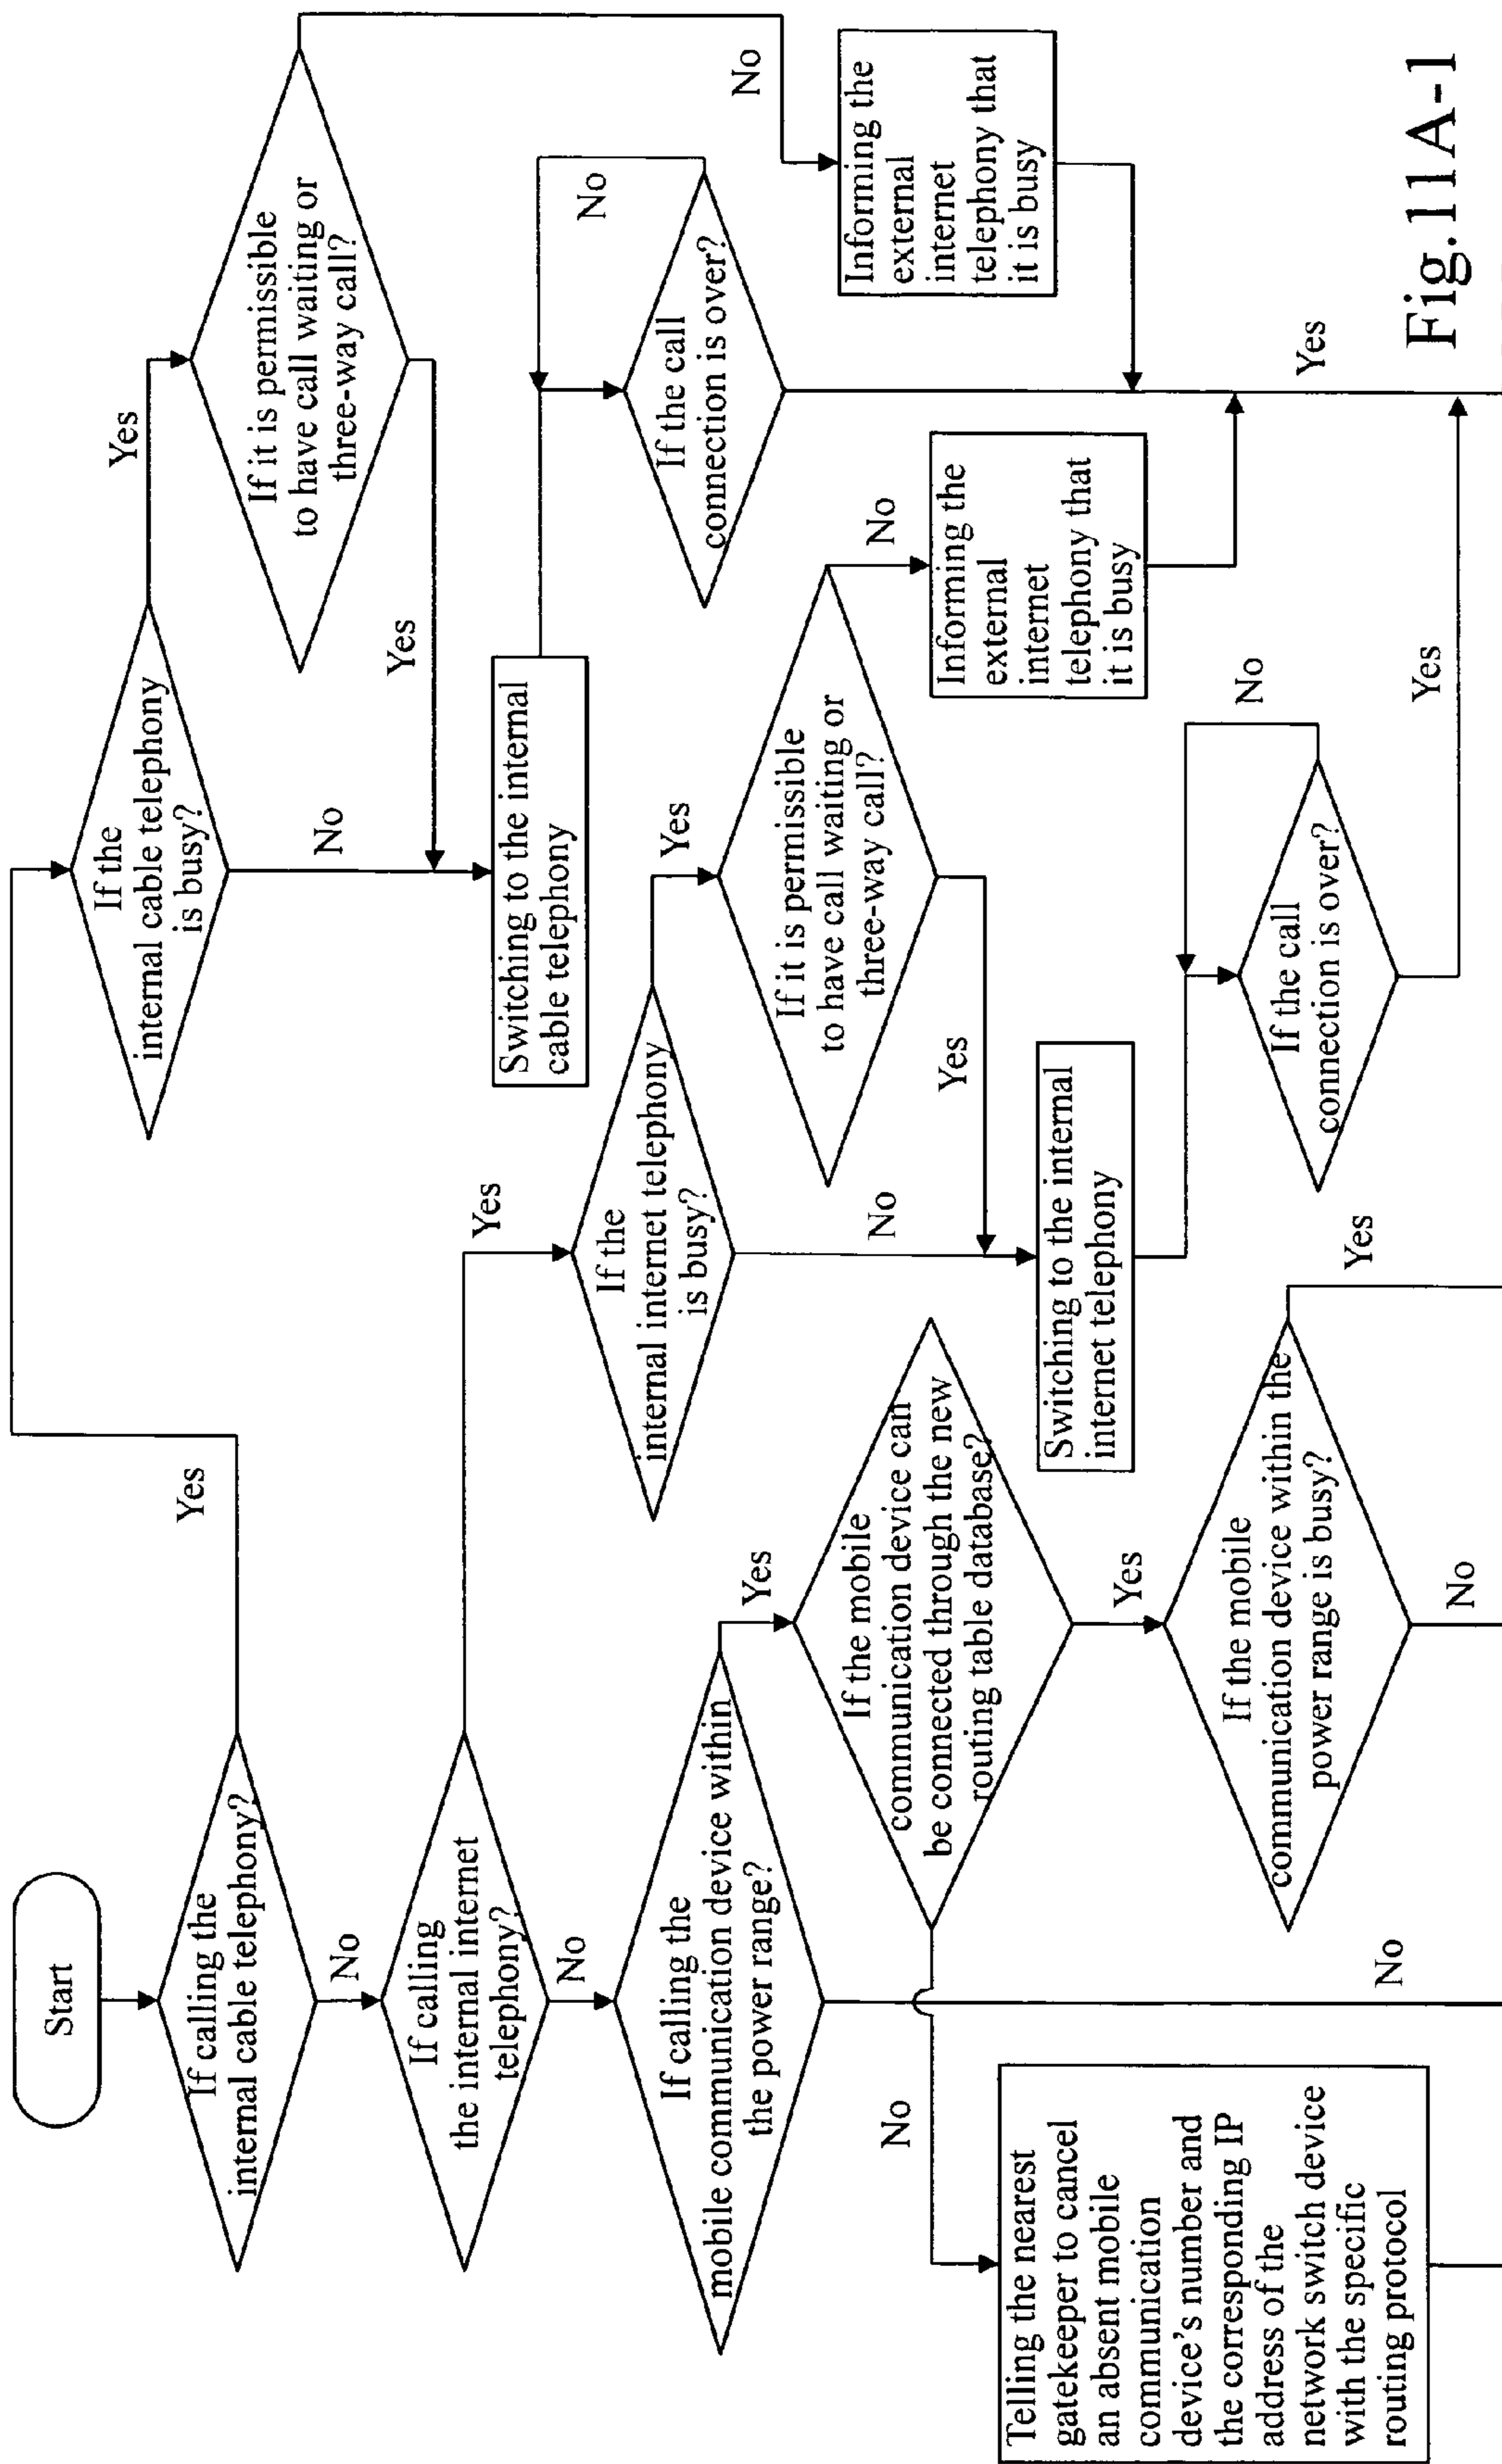 Start
If calling the
internal cable telephony?
Yes
No
If calling
the internal internet
telephony?
Yes
No
If calling the
mobile communication device within
the power range?
Yes
No
If the
internal cable telephony
is busy?
Yes
No
If it is permissible
to have call waiting or
three-way call?
Yes
No
Switching to the internal
cable telephony
If the call
connection is over?
No
Yes
Informing the
external
internet
telephony that
it is busy
If the
internal internet telephony
is busy?
Yes
No
If it is permissible
to have call waiting or
three-way call?
Yes
No
Informing the
external
internet
telephony that
it is busy
Switching to the internal
internet telephony
If the call
connection is over?
No
Yes
If the mobile
communication device can
be connected through the new
routing table database?
Yes
No
If the mobile
communication device within the
power range is busy?
Yes
No
Telling the nearest
gatekeeper to cancel
an absent mobile
communication
device's number and
the corresponding IP
address of the
network switch device
with the specific
routing protocol
Fig.11A-1